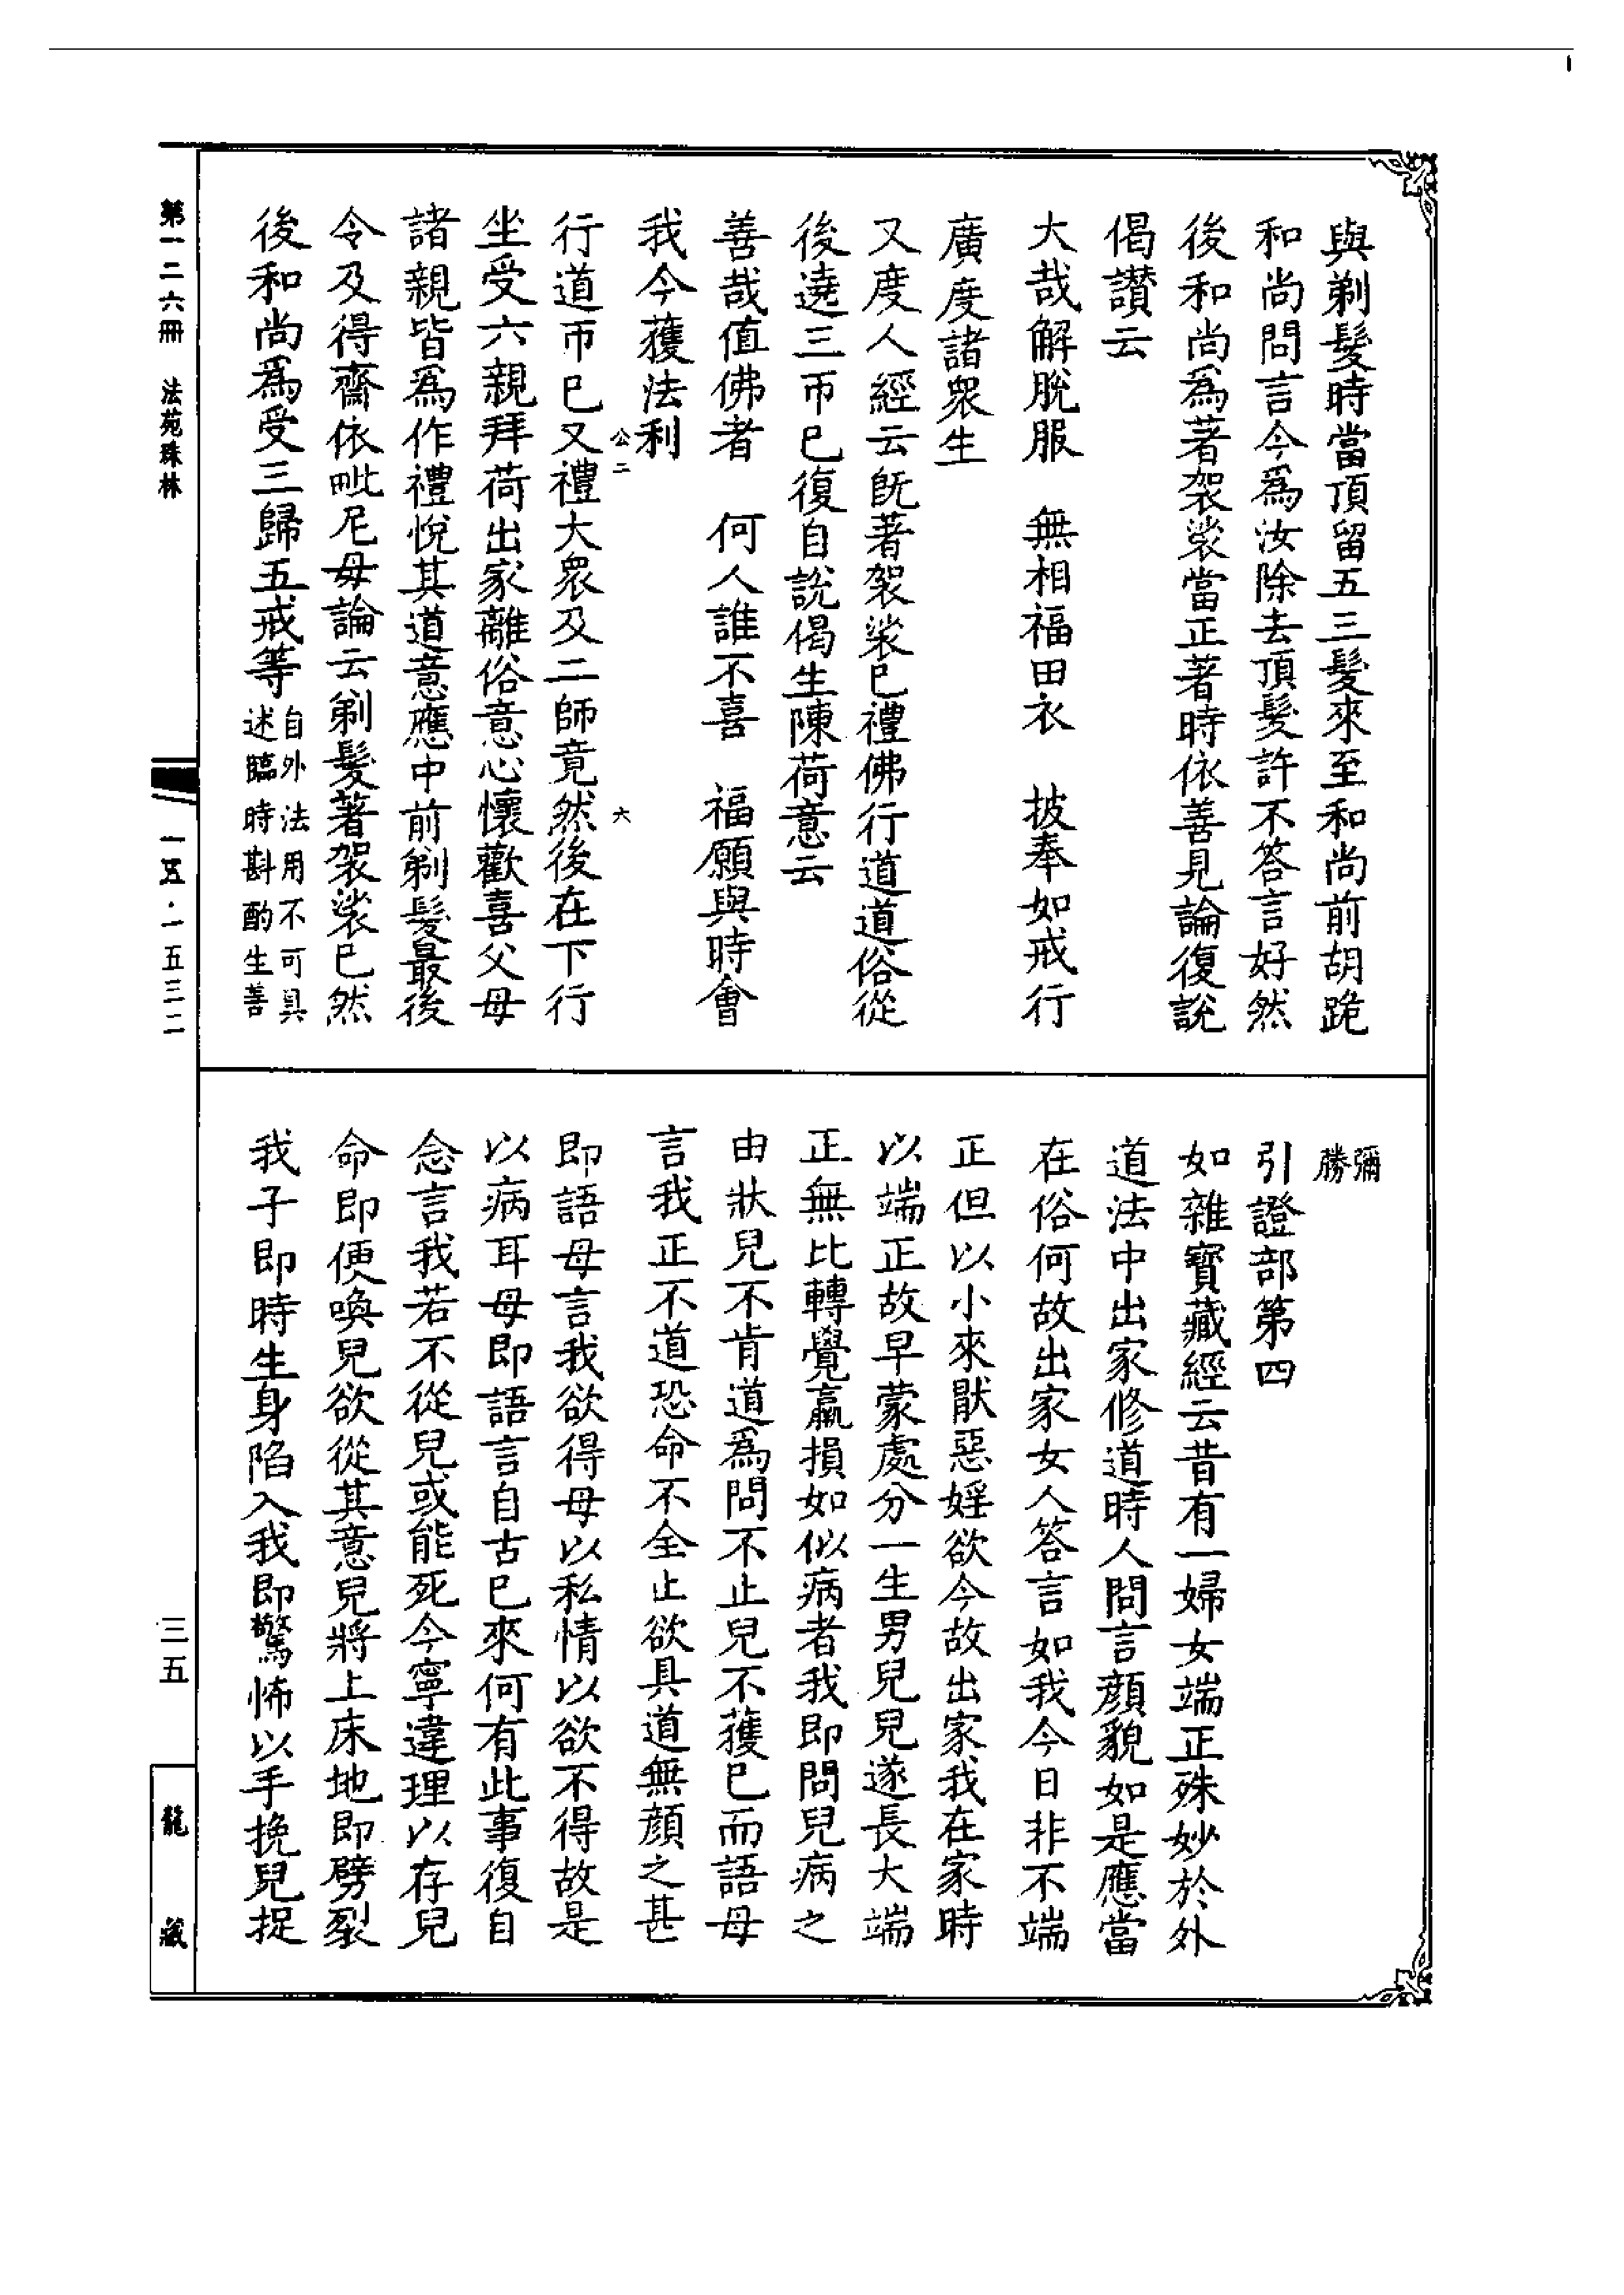 與剃髮時當頂留五三髮來至和尚前胡跪
和尚問言今爲汝除去頂髮許不答言好然
後和尚爲著袈裟當正著時依善見論復說
偈讃云
大哉解脫服　無相福田衣　披奉如戒行
廣度諸衆生
又度人經云旣著袈裟巳禮佛行道道俗從
後遶三帀巳復自說偈生陳荷意云
善哉值佛者　何人誰不喜　福願與時會
我今獲法利
公二　六
行道帀巳又禮大衆及二師竟然後在下行
坐受六親拜荷出家離俗意心懷歡喜父母
諸親皆爲作禮悅其道意應中前剃髮最後
令及得齋依毗尼母論云剃髮著袈裟巳然
後和尚爲受三歸五戒等自外法用不可具
述臨時斟酌生善
彌
勝
引證部第四
如雜寶藏經云昔有一婦女端正殊妙於外
道法中出家修道時人問言顏貌如是應當
在俗何故出家女人答言如我今日非不端
正但以小來猒惡婬欲今故出家我在家時
以端正故早蒙處分一生男兒兒遂長大端
正無比轉覺羸損如似病者我即問兒病之
由狀兒不肯道爲問不止兒不獲巳而語母
言我正不道恐命不全止欲具道無顏之甚
即語母言我欲得母以私情以欲不得故是
以病耳母即語言自古巳來何有此事復自
念言我若不從兒或能死今寧違理以存兒
命即便喚兒欲從其意兒將上床地即劈裂
我子即時生身陷入我即驚怖以手挽兒捉
第一二六冊　法苑珠林
一五五·一五三二
三五
龍藏